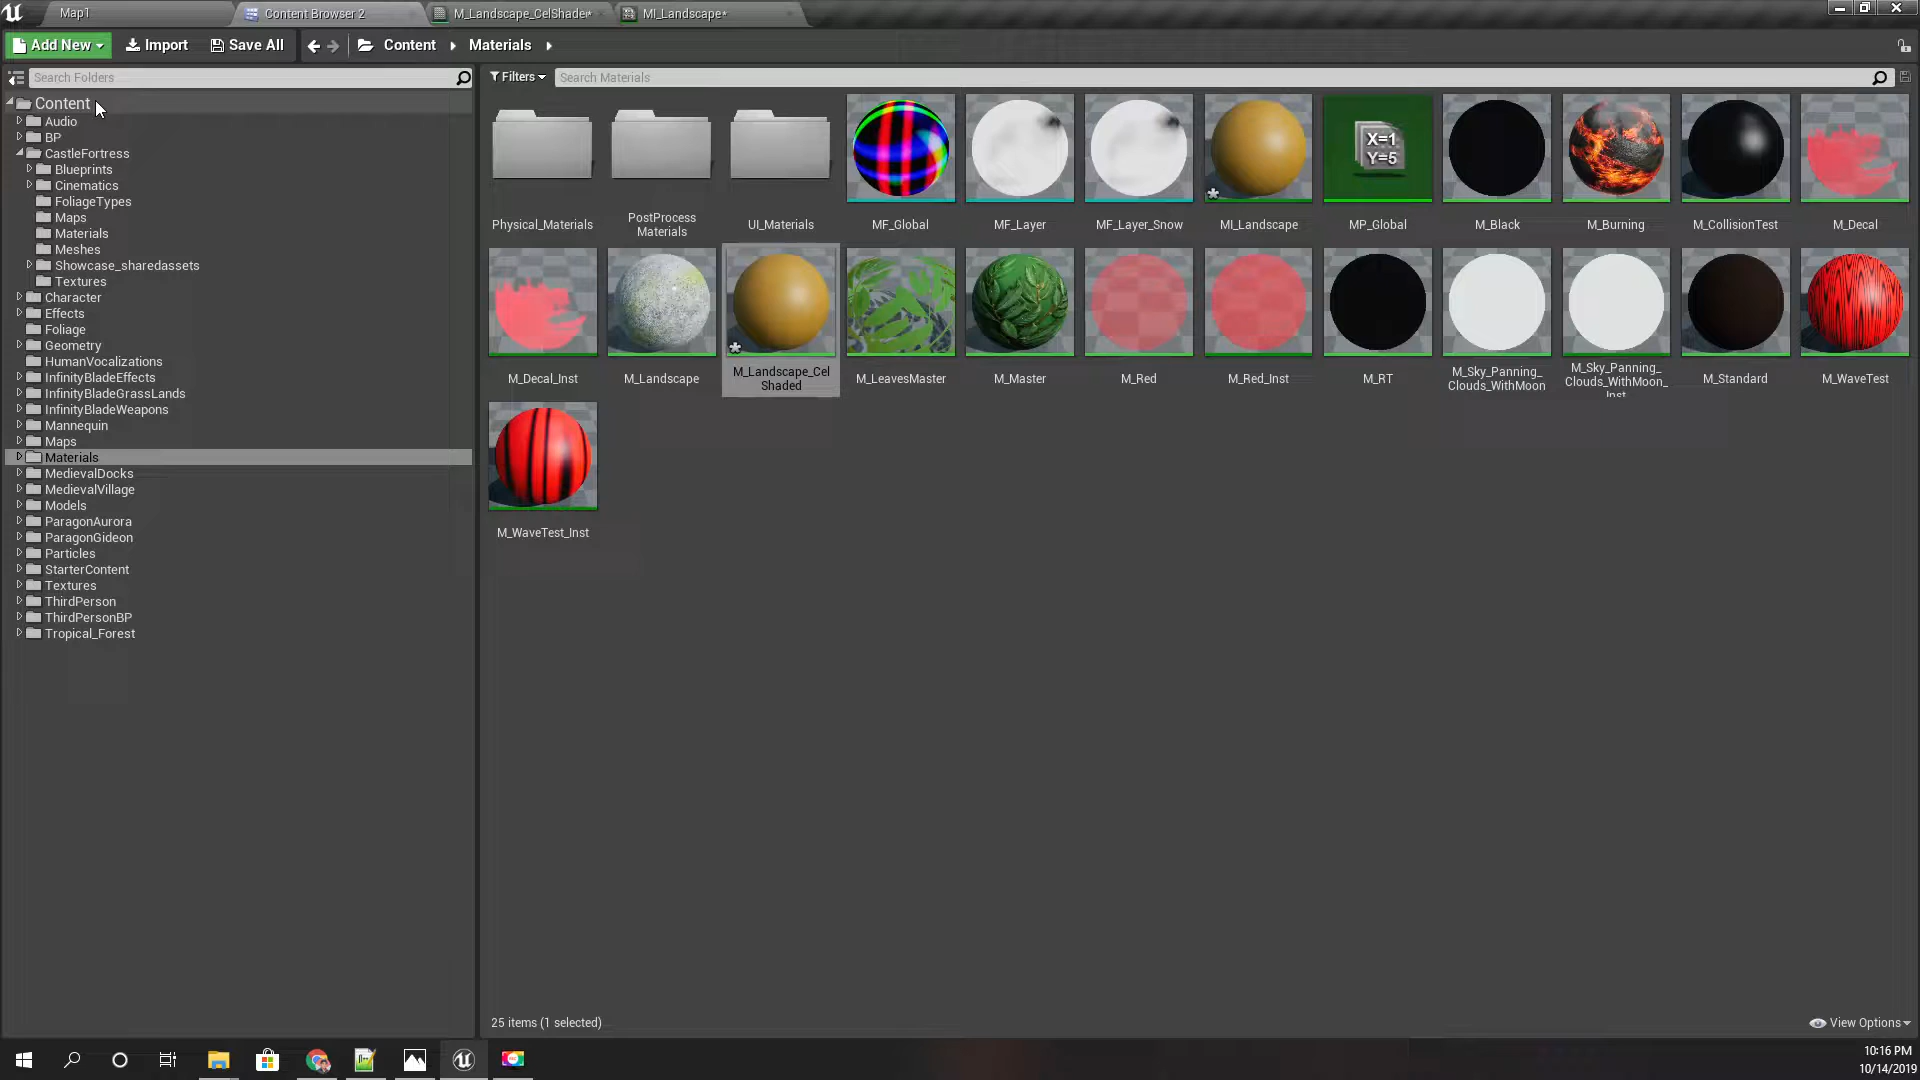 Map1
Content Browser 2
M_Landscape_CelShader*
MI_Landscape*
Add New
Import
Save All
Content
Materials
Search Folders
Filters
Search Materials
Content
Audio
BP
CastleFortress
Blueprints
Cinematics
FoliageTypes
Maps
Materials
Meshes
Showcase_sharedassets
Textures
Character
Effects
Foliage
Geometry
HumanVocalizations
InfinityBladeEffects
InfinityBladeGrassLands
InfinityBladeWeapons
Mannequin
Maps
Materials
MedievalDocks
MedievalVillage
Models
ParagonAurora
ParagonGideon
Particles
StarterContent
Textures
ThirdPerson
ThirdPersonBP
Tropical_Forest
X=1
Y=5
Physical_Materials
PostProcess
Materials
UI_Materials
MF_Global
MF_Layer
MF_Layer_Snow
MI_Landscape
MP_Global
M_Black
M_Burning
M_CollisionTest
M_Decal
M_Decal_Inst
M_Landscape
M_Landscape_Cel
Shaded
M_LeavesMaster
M_Master
M_Red
M_Red_Inst
M_RT
M_Sky_Panning_
Clouds_WithMoon
M_Sky_Panning_
Clouds_WithMoon_
Inst
M_Standard
M_WaveTest
M_WaveTest_Inst
25 items (1 selected)
View Options
10:16 PM
10/14/2019